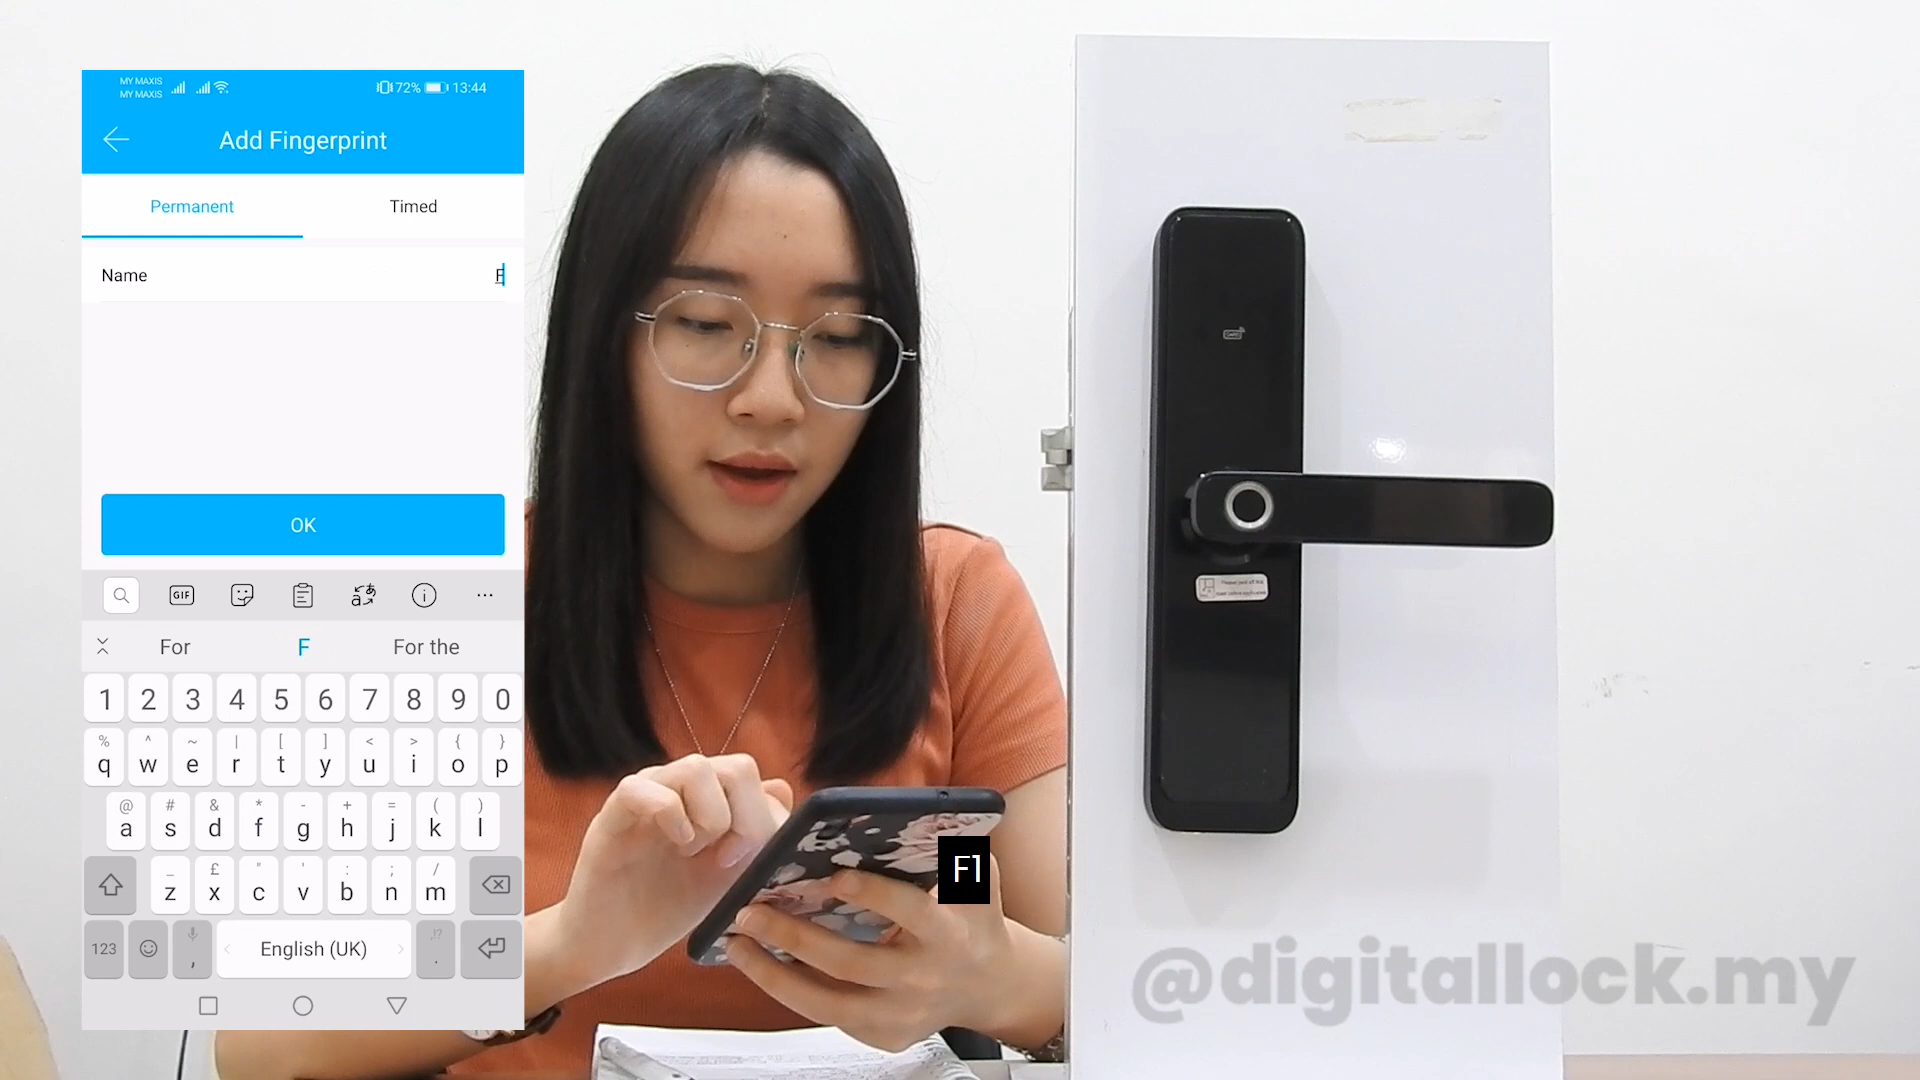 MY MAXIS
MY MAXIS
72% 13:44
Add Fingerprint
Permanent Timed
Name F
OK
GIF
For F For the
1 2 3 4 5 6 7 8 9 0
% ^ ~ | [ ] < > { }
q w e r t y u i o p
@ # & * - + = ( )
a s d f g h j k l
_ £ " ' : ; /
z x c v b n m
123 , English (UK) .
F1
@digitallock.my